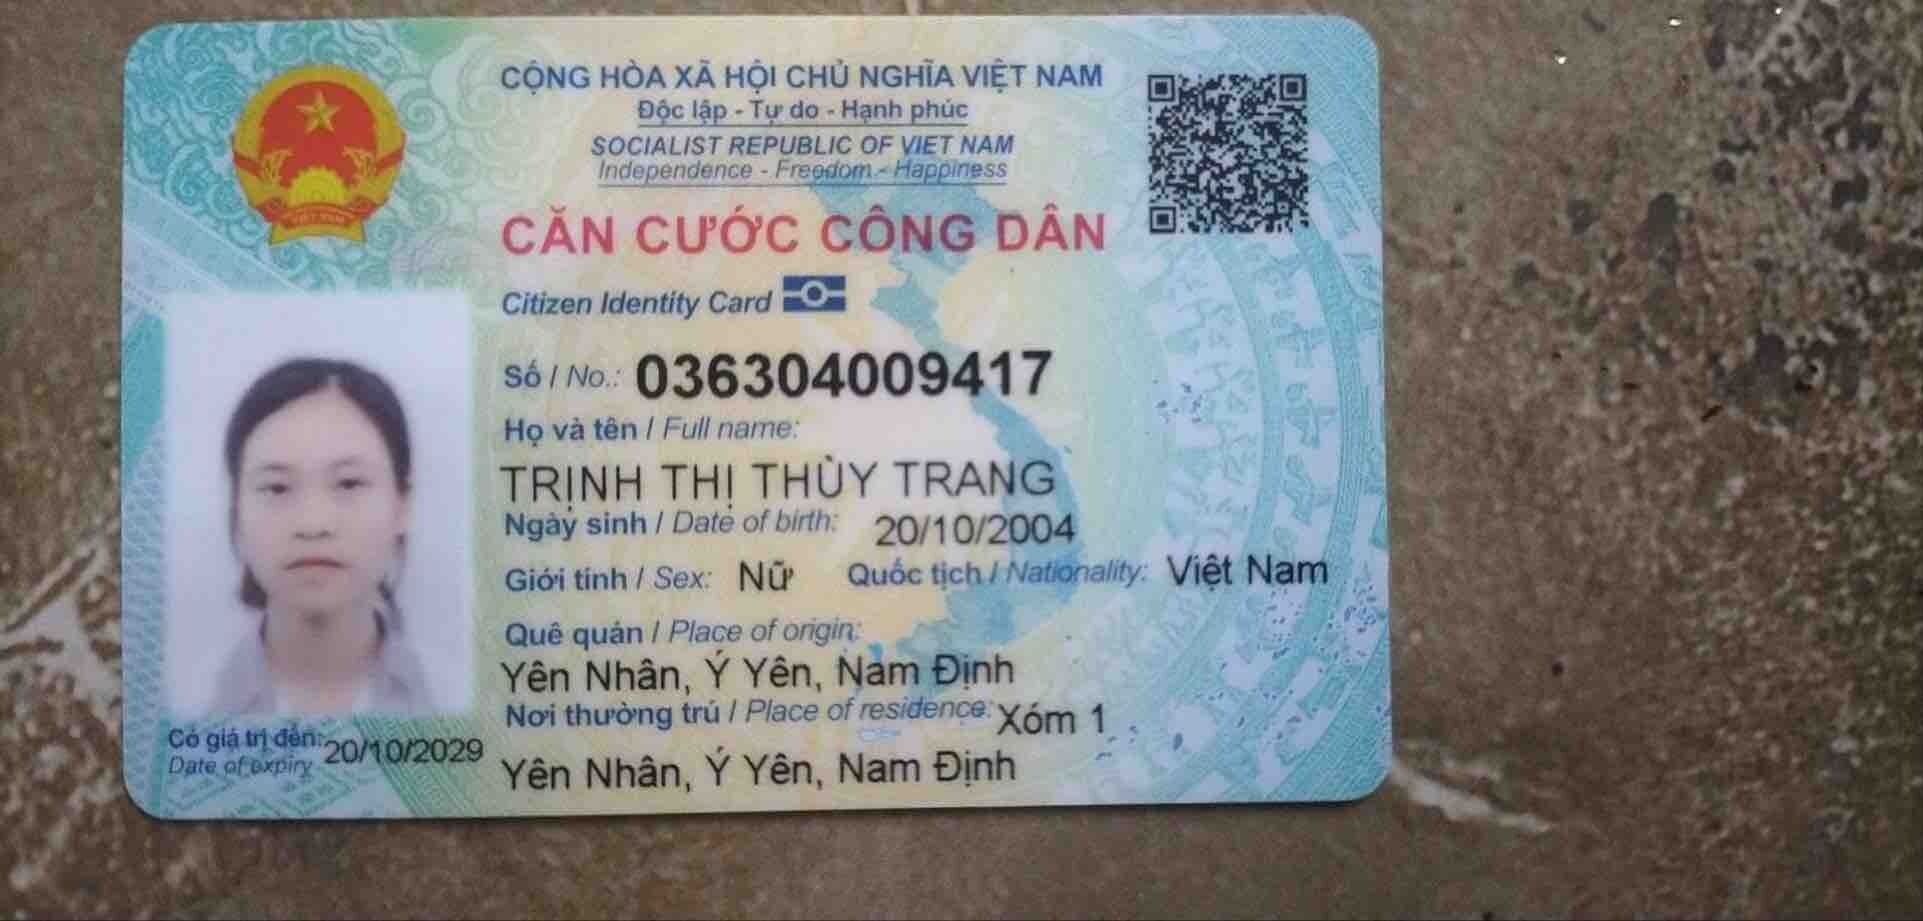 CỘNG HÒA XÃ HỘI CHỦ NGHĨA VIỆT NAM
Độc lập - Tự do - Hạnh phúc
SOCIALIST REPUBLIC OF VIET NAM
Independence - Freedom - Happiness
CĂN CƯỚC CÔNG DÂN
Citizen Identity Card
Số / No.: 036304009417
Họ và tên / Full name:
TRỊNH THỊ THÙY TRANG
Ngày sinh / Date of birth: 20/10/2004
Giới tính / Sex: Nữ Quốc tịch / Nationality: Việt Nam
Quê quán / Place of origin:
Yên Nhân, Ý Yên, Nam Định
Nơi thường trú / Place of residence: Xóm 1
Yên Nhân, Ý Yên, Nam Định
Có giá trị đến: 20/10/2029
Date of expiry
VIỆT NAM